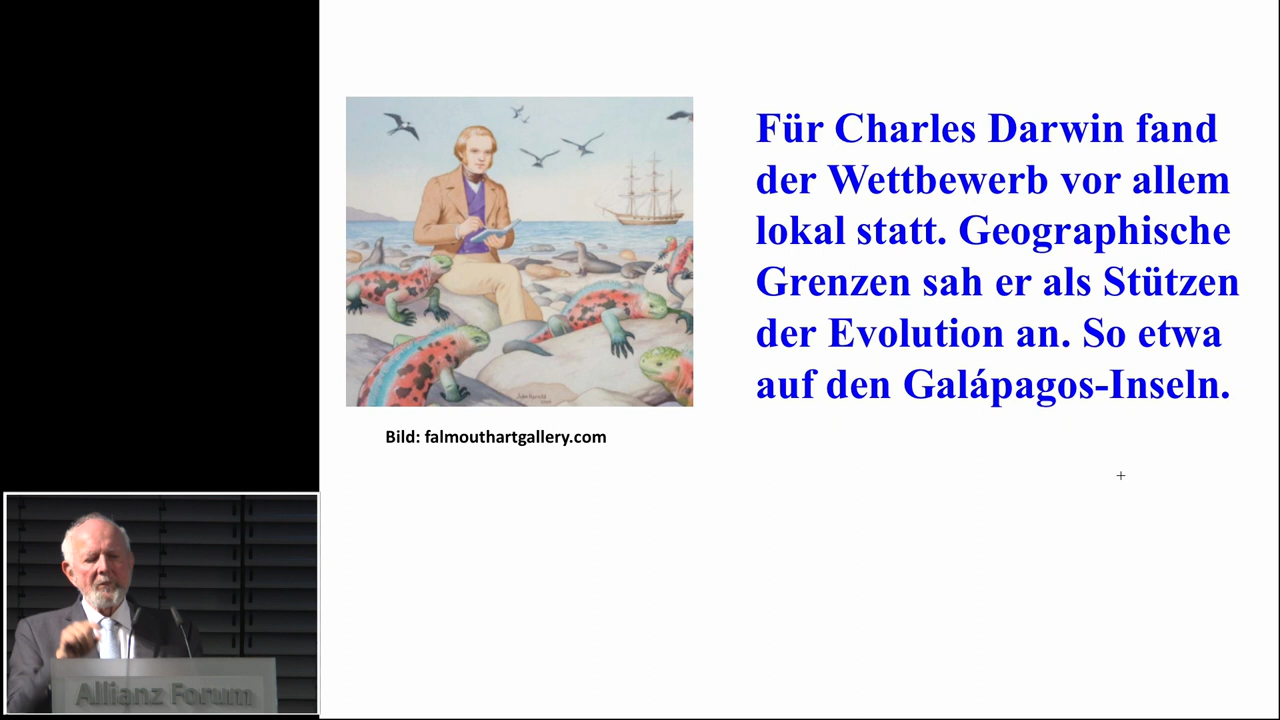 Für Charles Darwin fand
der Wettbewerb vor allem
lokal statt. Geographische
Grenzen sah er als Stützen
der Evolution an. So etwa
auf den Galápagos-Inseln.
Bild: falmouthartgallery.com
Allianz Forum